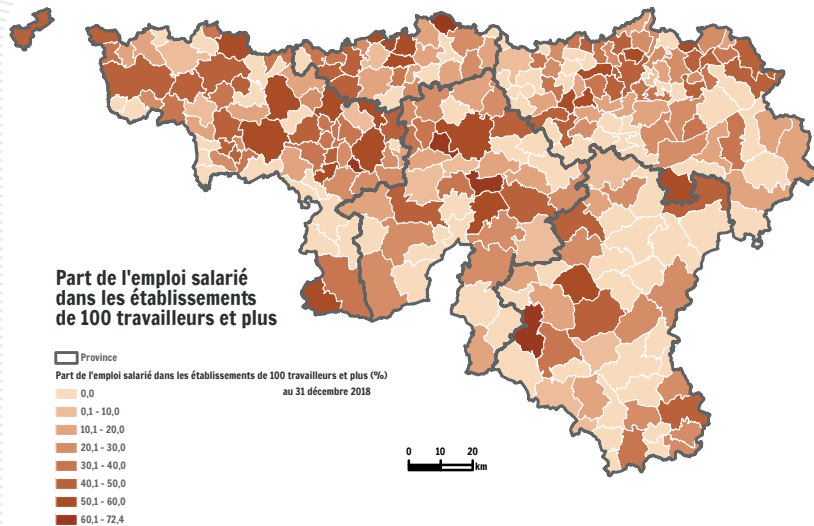 Part de l'emploi salarié
dans les établissements
de 100 travailleurs et plus
Province
Part de l'emploi salarié dans les établissements de 100 travailleurs et plus (%)
au 31 décembre 2018
0,0
0,1 - 10,0
10,1 - 20,0
20,1 - 30,0
30,1 - 40,0
40,1 - 50,0
50,1 - 60,0
60,1 - 72,4
0 10 20
km